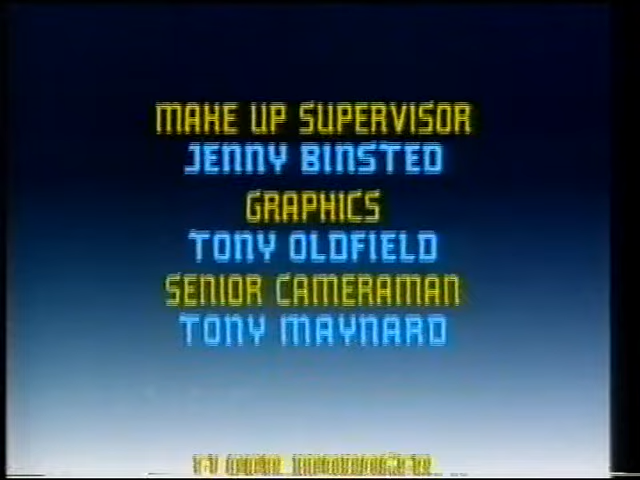 MAKE UP SUPERVISOR
JENNY BINSTED
GRAPHICS
TONY OLDFIELD
SENIOR CAMERAMAN
TONY MAYNARD